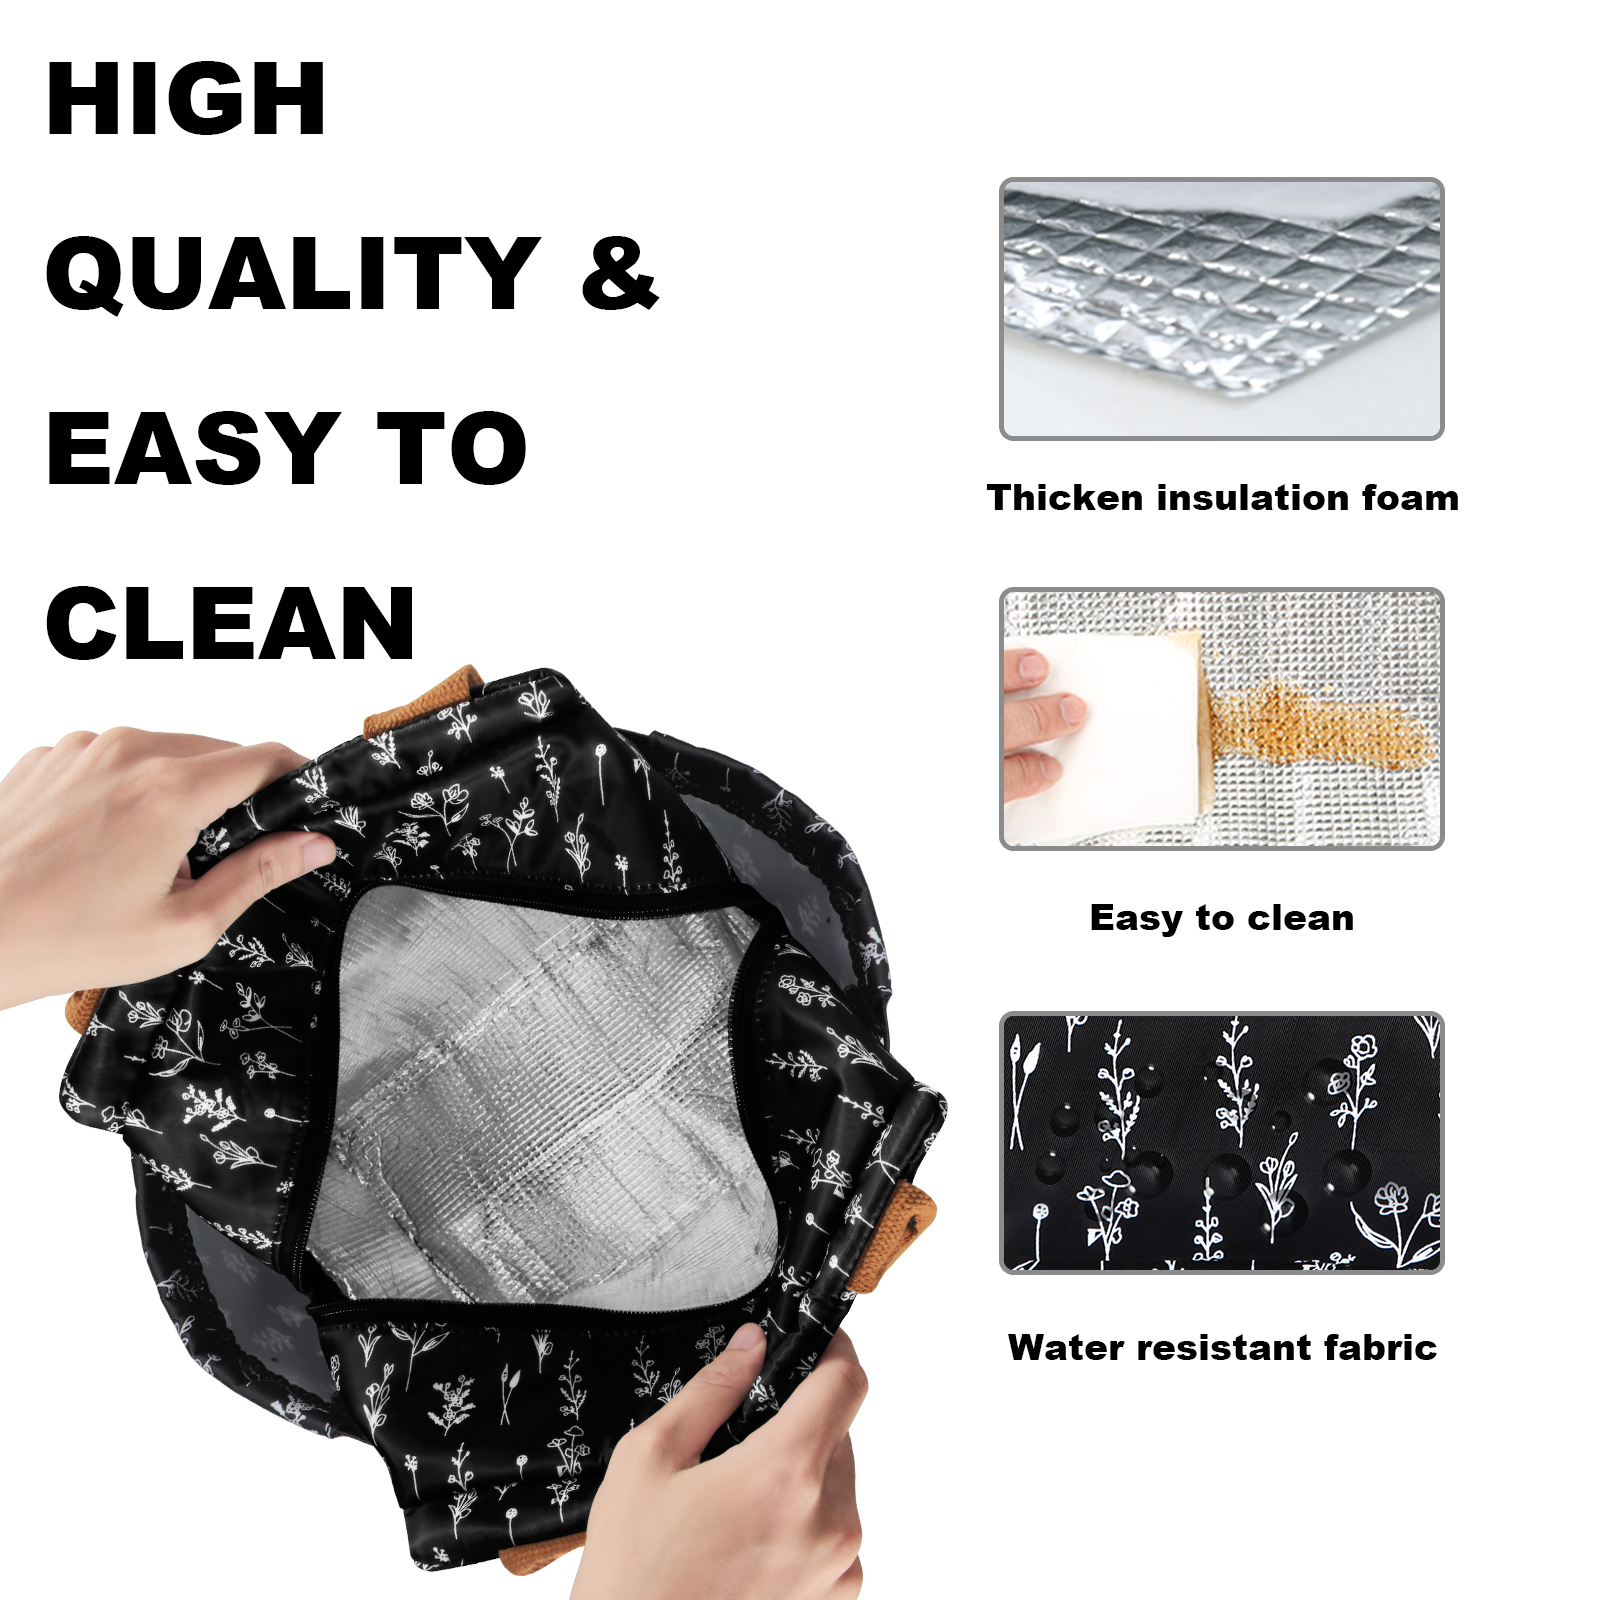 HIGH
QUALITY &
EASY TO
CLEAN
Thicken insulation foam
Easy to clean
Water resistant fabric